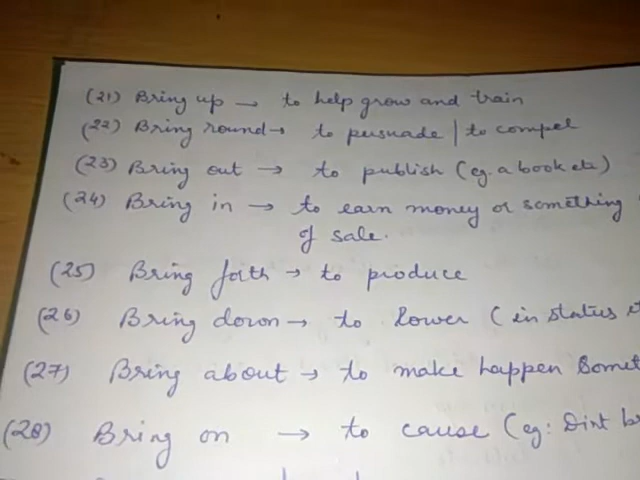 (21) Bring up → to help grow and train
(22) Bring round → to persuade | to compel
(23) Bring out → to publish (eg. a book etc)
(24) Bring in → to earn money or something
of sale.
(25) Bring forth → to produce
(26) Bring down → to lower (in status
(27) Bring about → to make happen
(28) Bring on → to cause (eg: Dirt